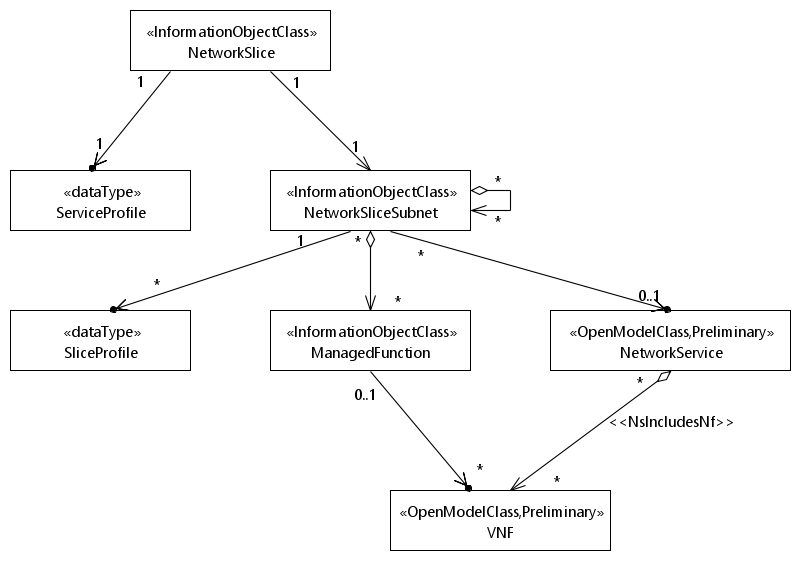 «InformationObjectClass»
NetworkSlice
1
1
1
1
«dataType»
ServiceProfile
«InformationObjectClass»
NetworkSliceSubnet
*
*
1
*
*
*
*
*
0..1
«dataType»
SliceProfile
«InformationObjectClass»
ManagedFunction
«OpenModelClass,Preliminary»
NetworkService
0..1
*
<<NsIncludesNf>>
*
*
«OpenModelClass,Preliminary»
VNF